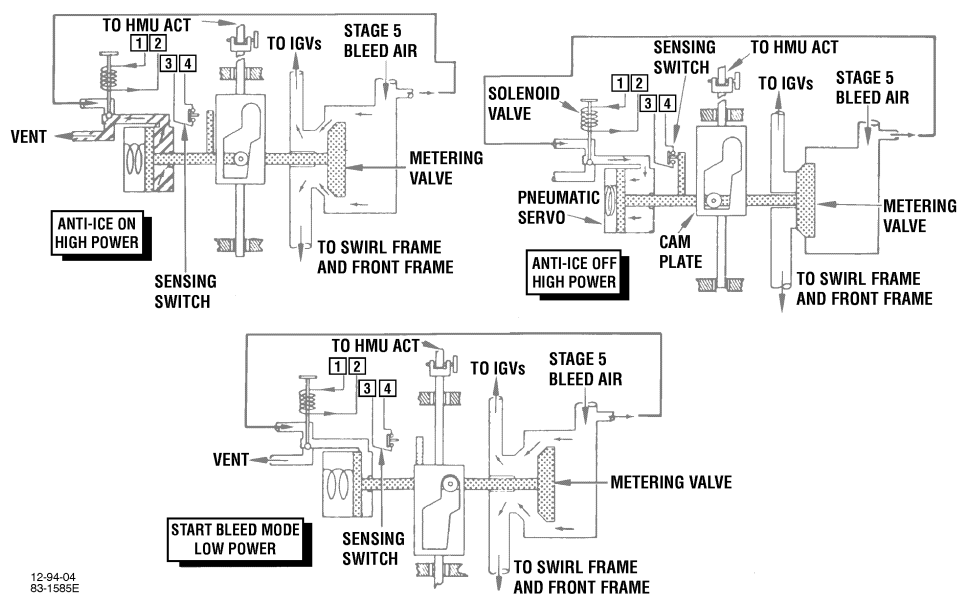 TO HMU ACT
1 2
3 4
TO IGVs
STAGE 5
BLEED AIR
VENT
METERING
VALVE
ANTI-ICE ON
HIGH POWER
SENSING
SWITCH
TO SWIRL FRAME
AND FRONT FRAME
SENSING
SWITCH
TO HMU ACT
TO IGVs
STAGE 5
BLEED AIR
SOLENOID
VALVE
1 2
3 4
PNEUMATIC
SERVO
METERING
VALVE
CAM
PLATE
ANTI-ICE OFF
HIGH POWER
TO SWIRL FRAME
AND FRONT FRAME
TO HMU ACT
1 2
3 4
TO IGVs
STAGE 5
BLEED AIR
VENT
METERING VALVE
START BLEED MODE
LOW POWER
SENSING
SWITCH
TO SWIRL FRAME
AND FRONT FRAME
12-94-04
83-1585E